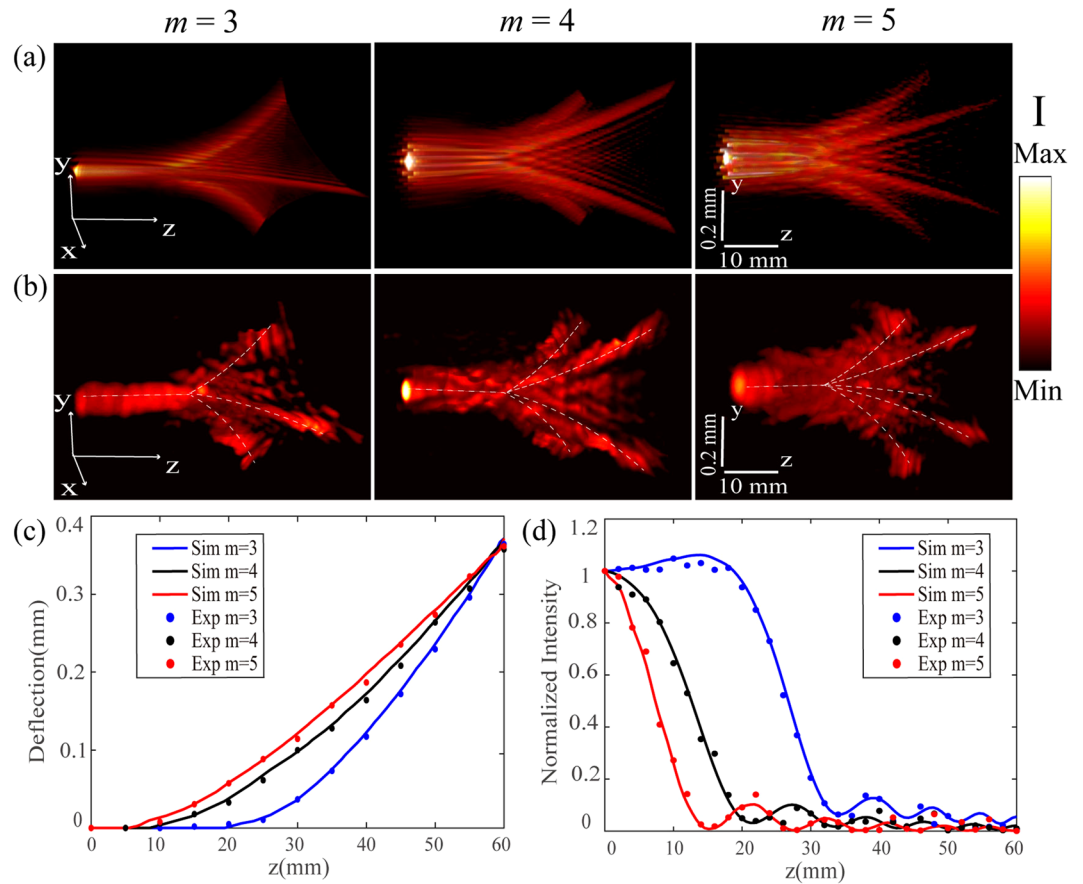 m = 3
m = 4
m = 5
(a)
y
z
x
y
0.2 mm
z
10 mm
I
Max
Min
(b)
y
z
x
y
0.2 mm
z
10 mm
(c)
0.4
0.3
0.2
0.1
0
Deflection(mm)
Sim m=3
Sim m=4
Sim m=5
Exp m=3
Exp m=4
Exp m=5
0 10 20 30 40 50 60
z(mm)
(d)
1.2
1
0.8
0.6
0.4
0.2
0
Normalized Intensity
Sim m=3
Sim m=4
Sim m=5
Exp m=3
Exp m=4
Exp m=5
0 10 20 30 40 50 60
z(mm)